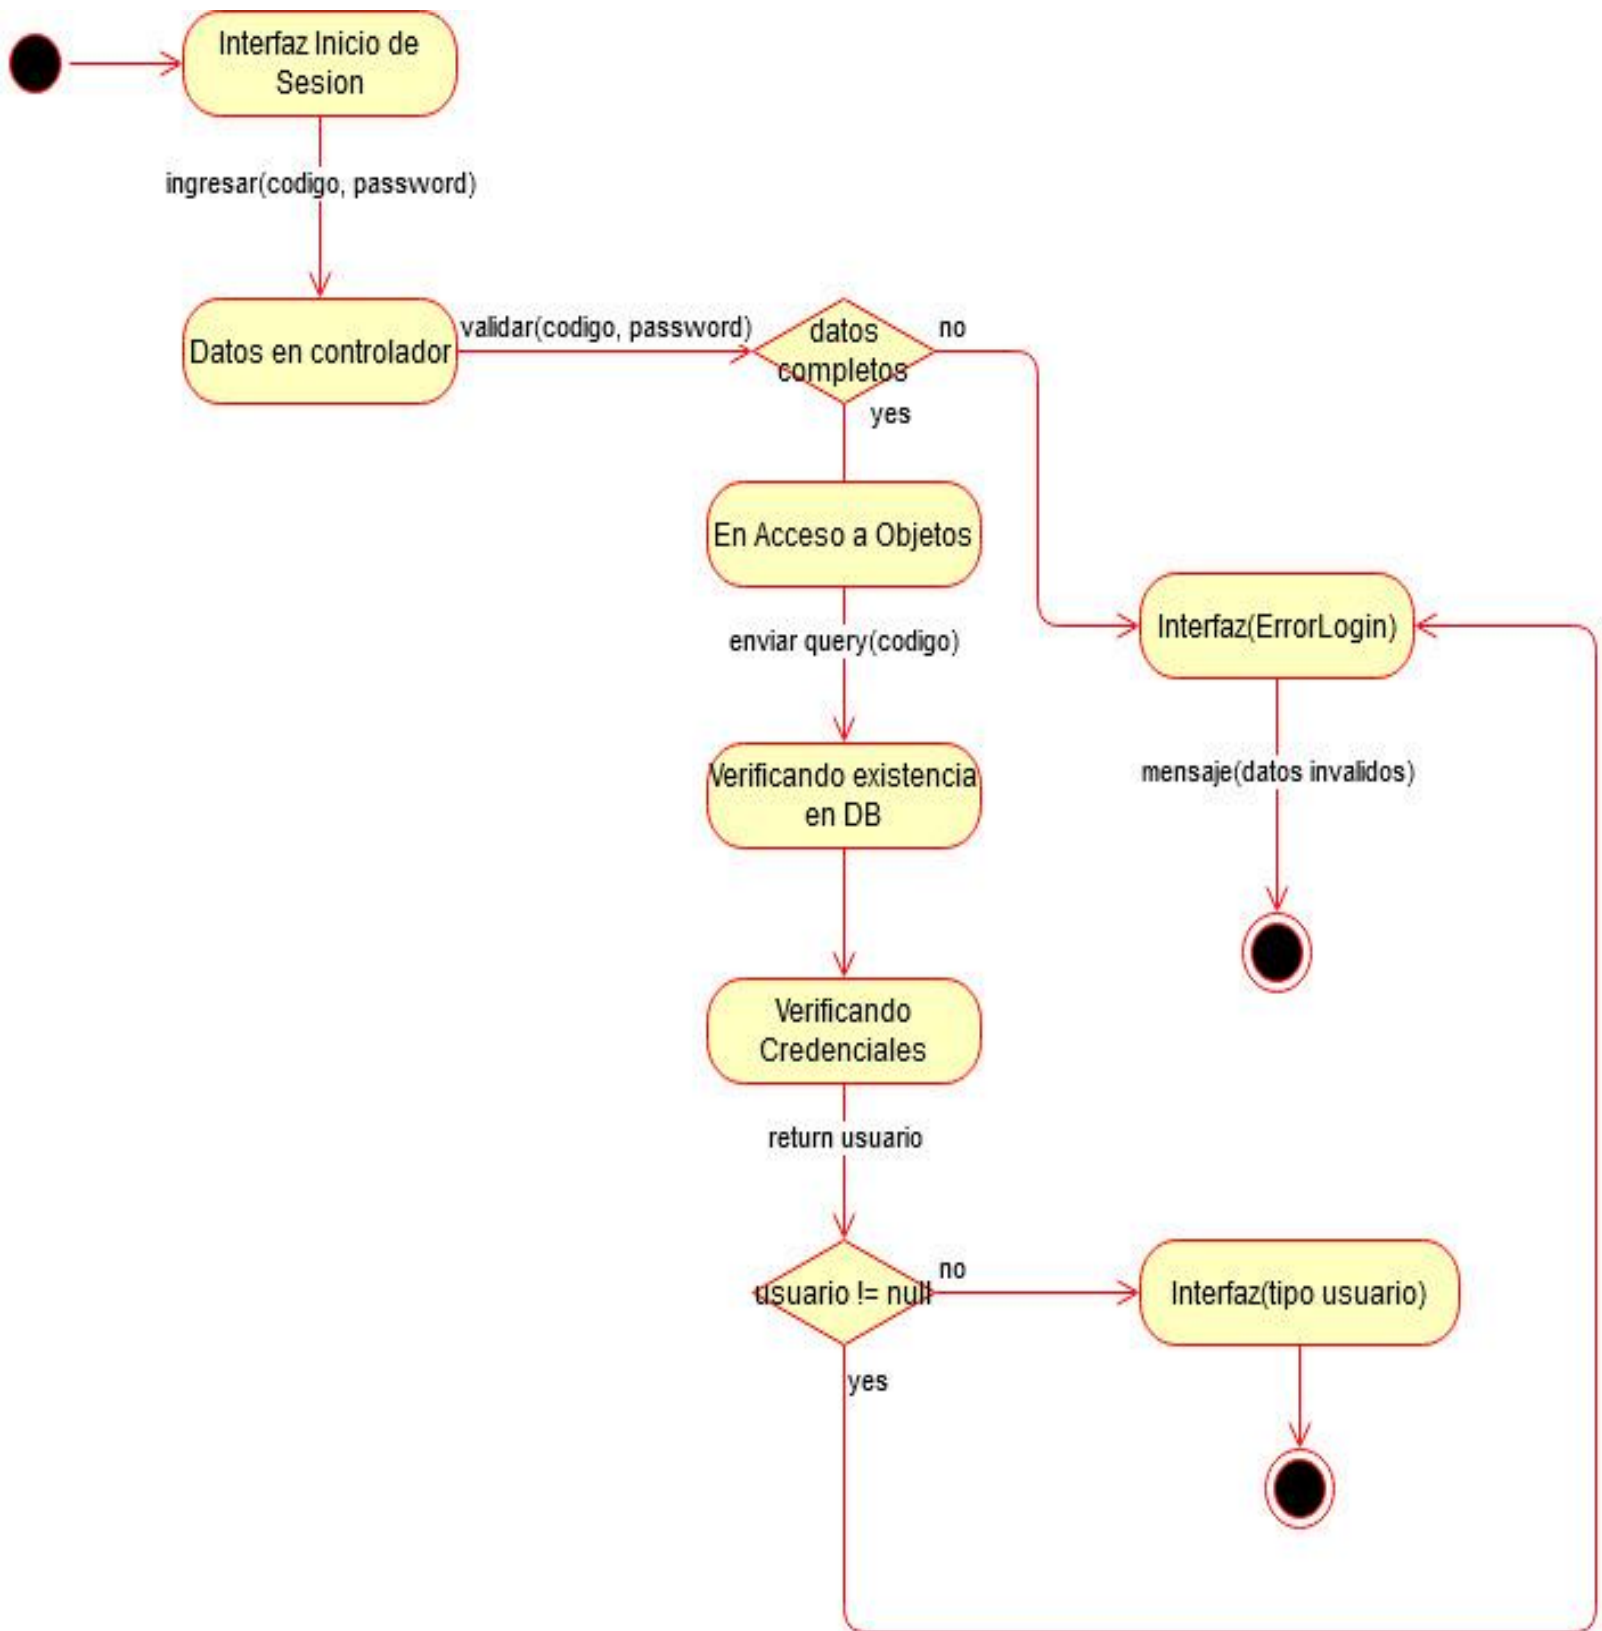 Interfaz Inicio de
Sesion
ingresar(codigo, password)
Datos en controlador
validar(codigo, password)
datos
completos
no
yes
En Acceso a Objetos
enviar query(codigo)
Interfaz(ErrorLogin)
Verificando existencia
en DB
mensaje(datos invalidos)
Verificando
Credenciales
return usuario
usuario != null
no
Interfaz(tipo usuario)
yes